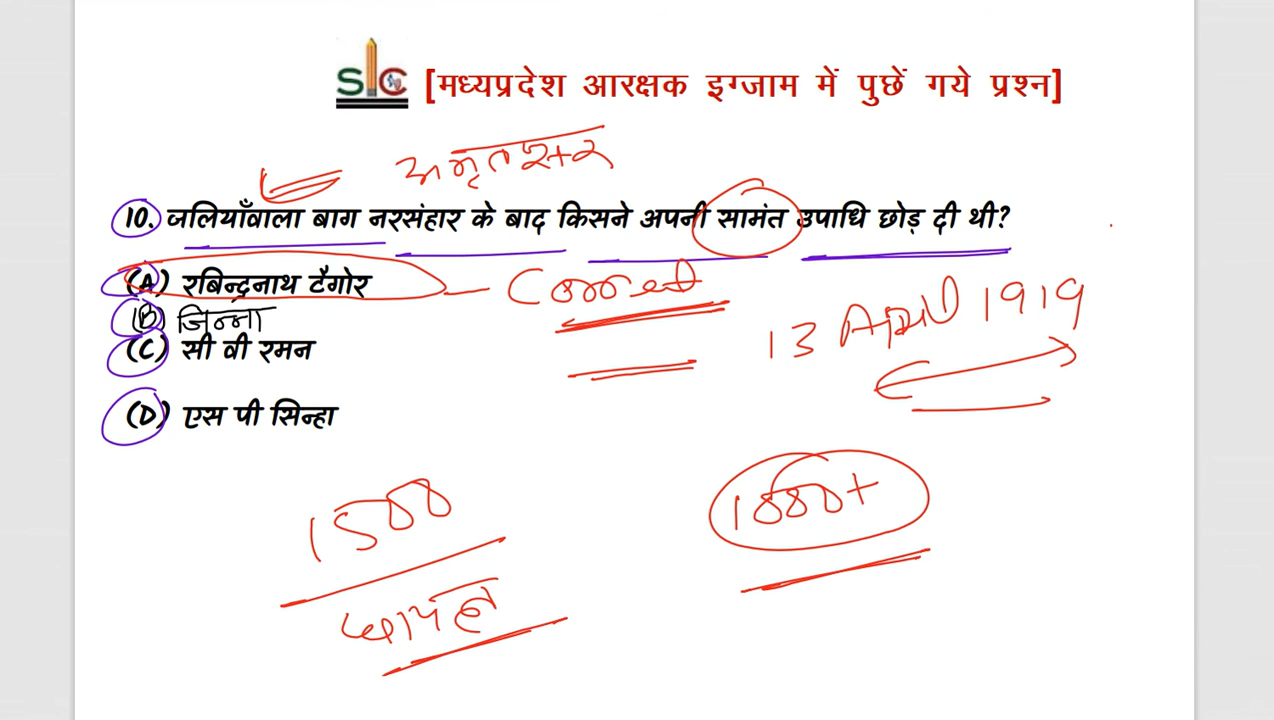 SIC [मध्यप्रदेश आरक्षक इग्जाम में पुछें गये प्रश्न]
अमृतसर
10. जलियाँवाला बाग नरसंहार के बाद किसने अपनी सामंत उपाधि छोड़ दी थी?
(A) रबिन्द्रनाथ टैगोर - Correct
(B) जिन्ना
13 April 1919
(C) सी वी रमन
(D) एस पी सिन्हा
1500
1000+
घायल